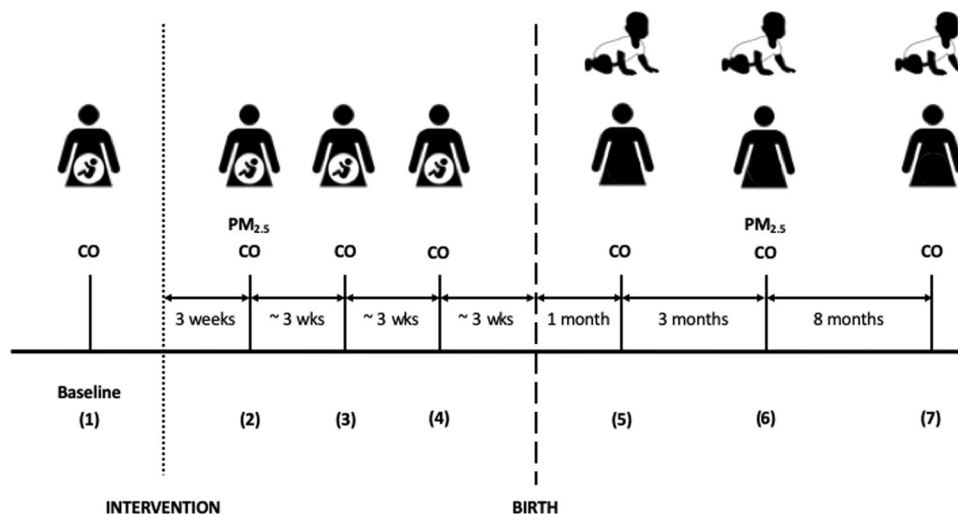 PM2.5 PM2.5
CO CO CO CO CO CO CO
3 weeks ~ 3 wks ~ 3 wks ~ 3 wks 1 month 3 months 8 months
Baseline
(1) (2) (3) (4) (5) (6) (7)
INTERVENTION BIRTH